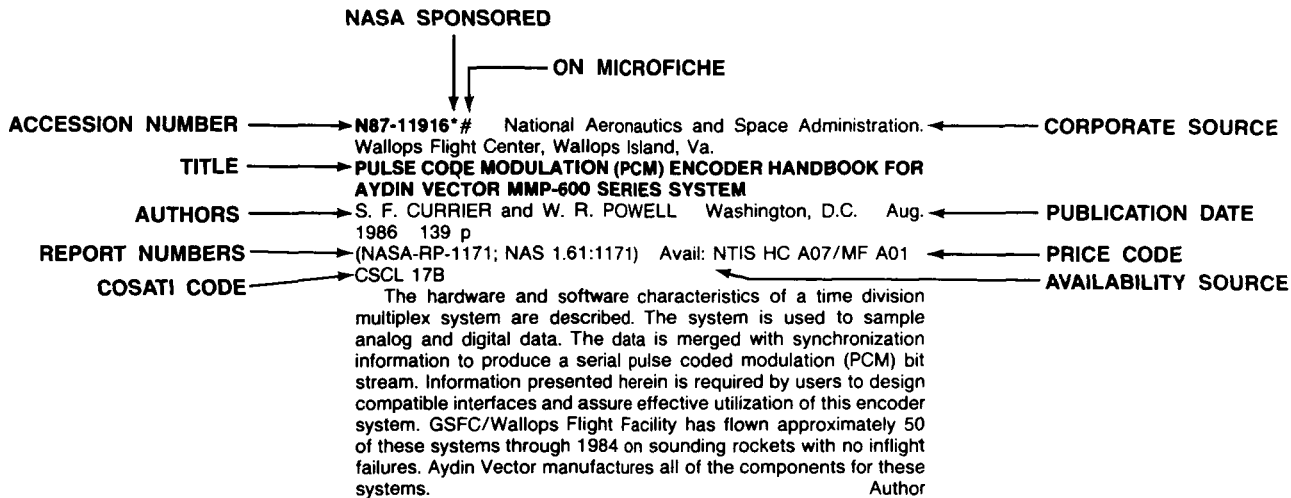 NASA SPONSORED
ON MICROFICHE
ACCESSION NUMBER N87-11916*# National Aeronautics and Space Administration. CORPORATE SOURCE
Wallops Flight Center, Wallops Island, Va.
TITLE PULSE CODE MODULATION (PCM) ENCODER HANDBOOK FOR
AYDIN VECTOR MMP-600 SERIES SYSTEM
AUTHORS S. F. CURRIER and W. R. POWELL Washington, D.C. Aug. PUBLICATION DATE
1986 139 p
REPORT NUMBERS (NASA-RP-1171; NAS 1.61:1171) Avail: NTIS HC A07/MF A01 PRICE CODE
COSATI CODE CSCL 17B AVAILABILITY SOURCE
The hardware and software characteristics of a time division
multiplex system are described. The system is used to sample
analog and digital data. The data is merged with synchronization
information to produce a serial pulse coded modulation (PCM) bit
stream. Information presented herein is required by users to design
compatible interfaces and assure effective utilization of this encoder
system. GSFC/Wallops Flight Facility has flown approximately 50
of these systems through 1984 on sounding rockets with no inflight
failures. Aydin Vector manufactures all of the components for these
systems. Author